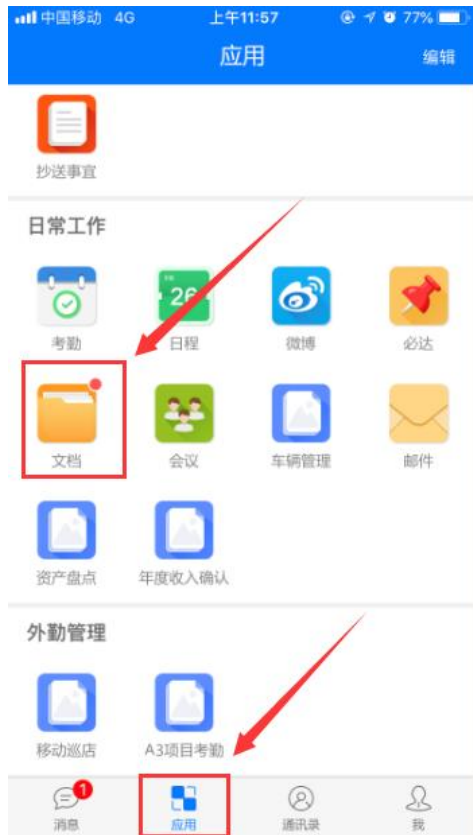 中国移动 4G 上午11:57 77%
应用 编辑
抄送事宜
日常工作
26
考勤 日程 微博 必达
文档 会议 车辆管理 邮件
资产盘点 年度收入确认
外勤管理
移动巡店 A3项目考勤
1
消息 应用 通讯录 我